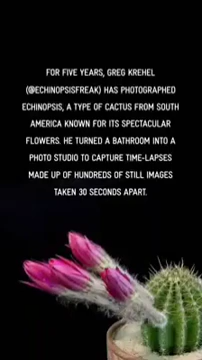 FOR FIVE YEARS, GREG KREHEL
(@ECHINOPSISFREAK) HAS PHOTOGRAPHED
ECHINOPSIS, A TYPE OF CACTUS FROM SOUTH
AMERICA KNOWN FOR ITS SPECTACULAR
FLOWERS. HE TURNED A BATHROOM INTO A
PHOTO STUDIO TO CAPTURE TIME-LAPSES
MADE UP OF HUNDREDS OF STILL IMAGES
TAKEN 30 SECONDS APART.